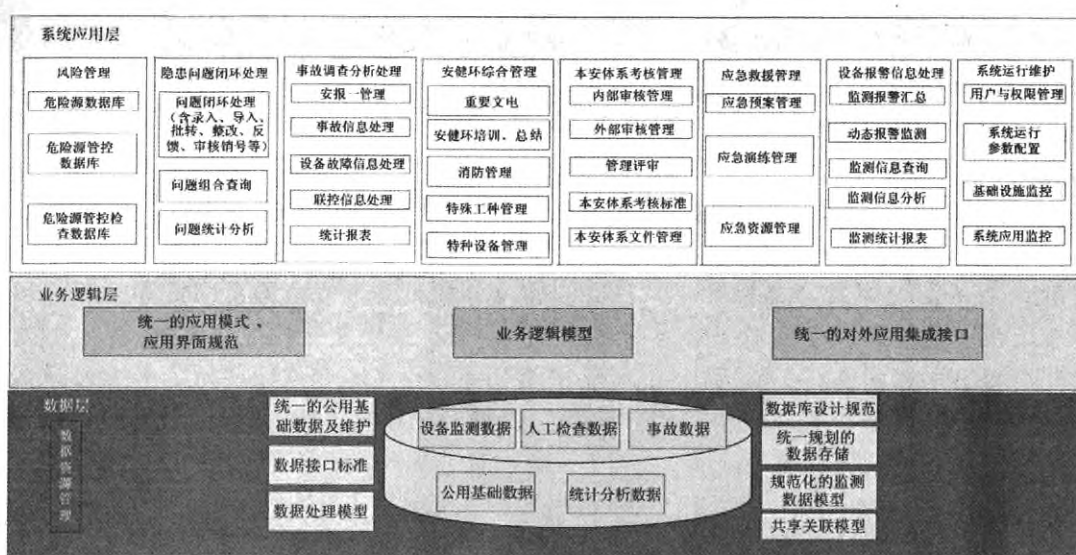 系统应用层
风险管理
危险源数据库
危险源管控
数据库
危险源管控检
查数据库
隐患问题闭环处理
问题闭环处理
(含录入、导入、
批转、整改、反
馈、审核销号等)
问题组合查询
问题统计分析
事故调查分析处理
安报一管理
事故信息处理
设备故障信息处理
联控信息处理
统计报表
安健环综合管理
重要文电
安健环培训、总结
消防管理
特殊工种管理
特种设备管理
本安体系考核管理
内部审核管理
外部审核管理
管理评审
本安体系考核标准
本安体系文件管理
应急救援管理
应急预案管理
应急演练管理
应急资源管理
设备报警信息处理
监测报警汇总
动态报警监测
监测信息查询
监测信息分析
监测统计报表
系统运行维护
用户与权限管理
系统运行
参数配置
基础设施监控
系统应用监控
业务逻辑层
统一的应用模式、
应用界面规范
业务逻辑模型
统一的对外应用集成接口
数据层
数据资源管理
统一的公用基
础数据及维护
数据接口标准
数据处理模型
设备监测数据
人工检查数据
事故数据
公用基础数据
统计分析数据
数据库设计规范
统一规划的
数据存储
规范化的监测
数据模型
共享关联模型